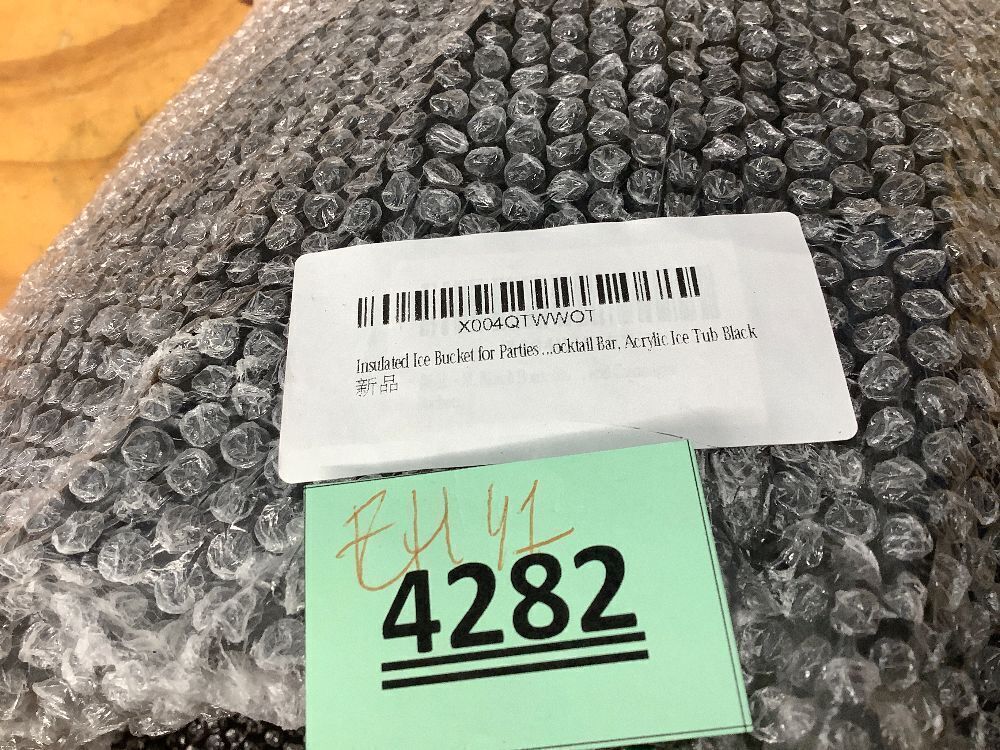 X004QTWWOT
Insulated Ice Bucket for Parties...ocktail Bar, Acrylic Ice Tub Black
新品
4282